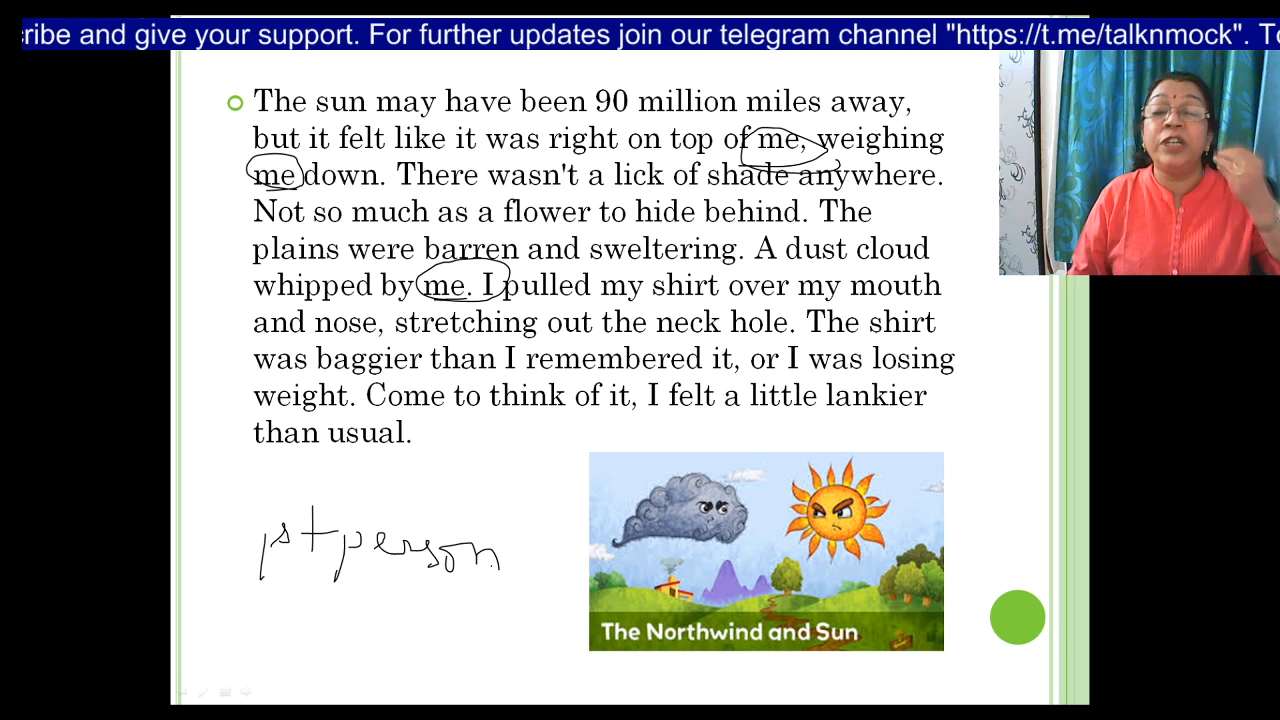 ribe and give your support. For further updates join our telegram channel "https://t.me/talknmock". To
The sun may have been 90 million miles away,
but it felt like it was right on top of me, weighing
me down. There wasn't a lick of shade anywhere.
Not so much as a flower to hide behind. The
plains were barren and sweltering. A dust cloud
whipped by me. I pulled my shirt over my mouth
and nose, stretching out the neck hole. The shirt
was baggier than I remembered it, or I was losing
weight. Come to think of it, I felt a little lankier
than usual.
1st person
The Northwind and Sun